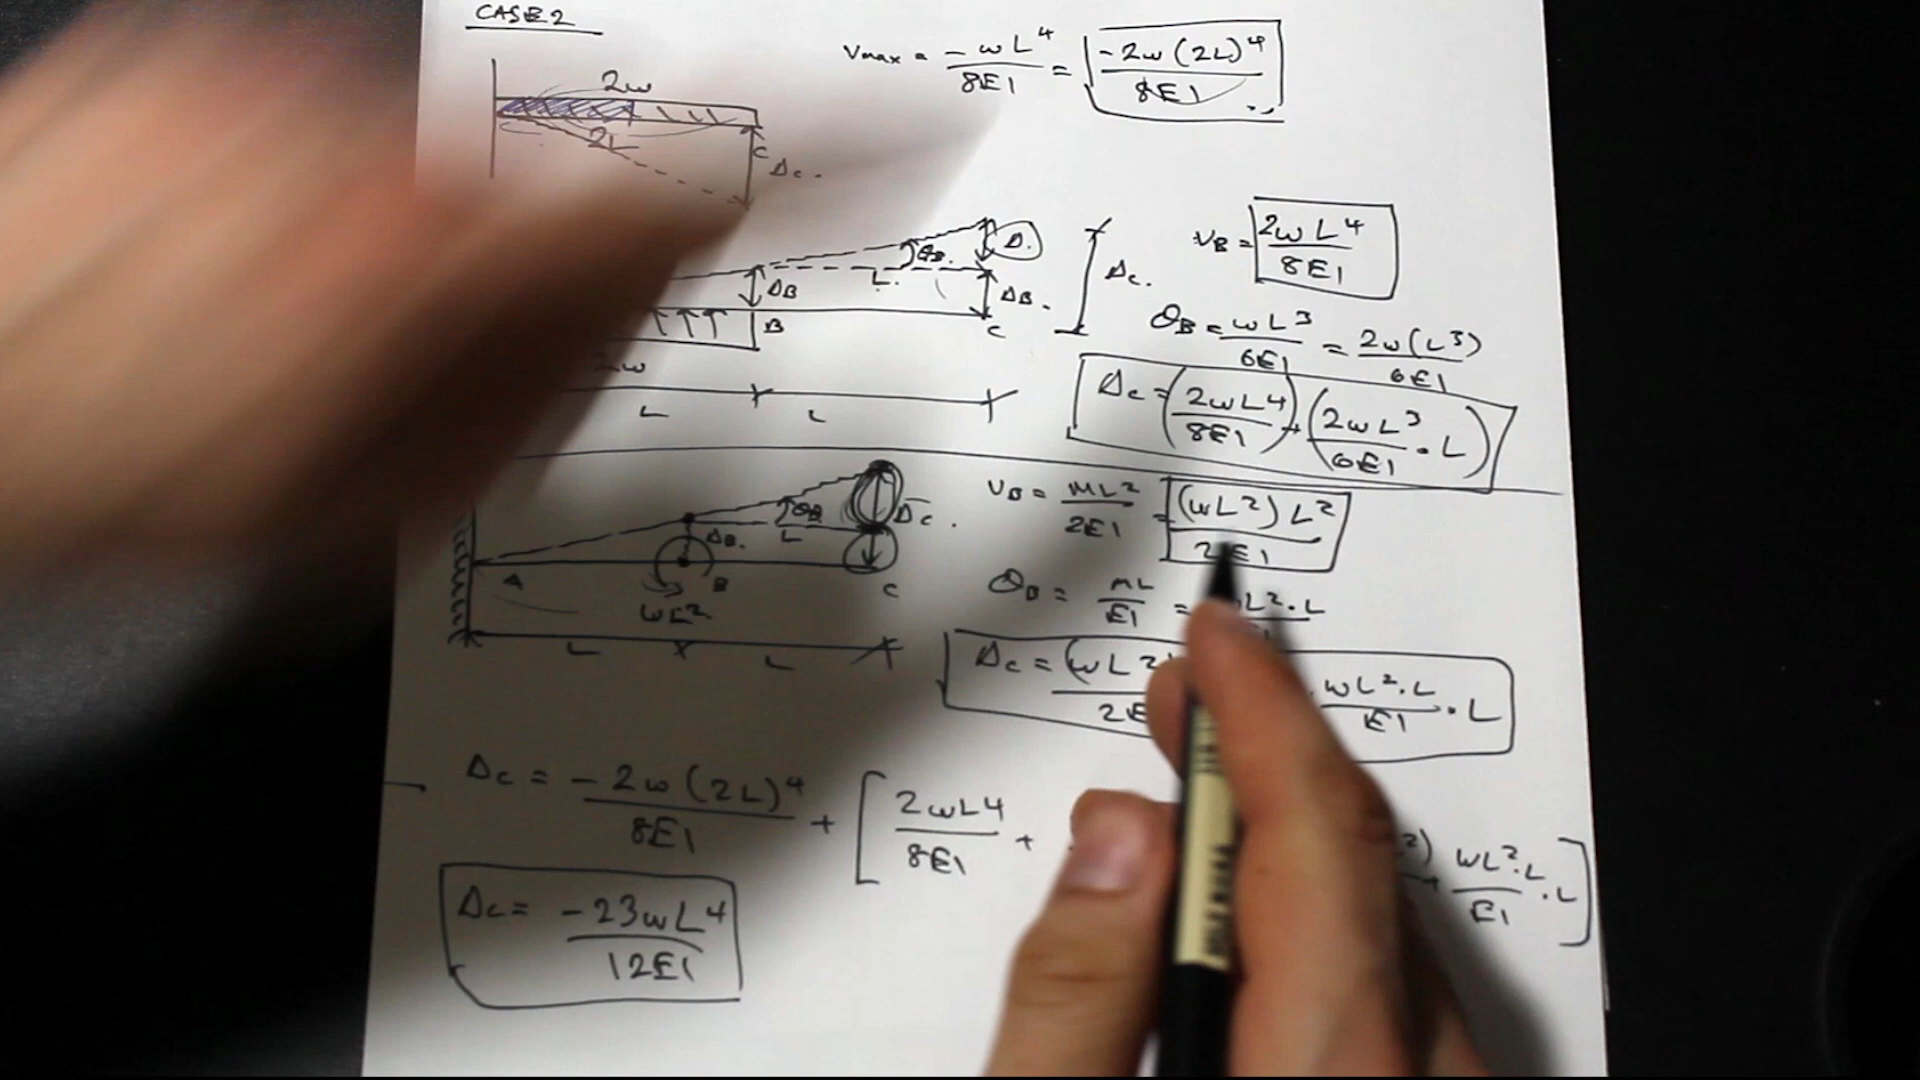 CASE 2
Vmax = -wL⁴/8EI = -2w(2L)⁴/8EI
2w
2L
C
Δc.
VB = 2wL⁴/8EI
θB. Δ.
L.
ΔB ΔB. Δc.
B C
2w
L L
θB = wL³/6EI = 2w(L³)/6EI
Δc = (2wL⁴/8EI) + (2wL³/6EI · L)
VB = ML²/2EI = (wL²)L²/2EI
θB Δc.
ΔB. L
A B C
wL²
L L
θB = ML/EI = L²·L
Δc = (wL² wL²·L/EI · L
Δc = -2w(2L)⁴/8EI + [2wL⁴/8EI + ²) + wL²·L/EI · L]
Δc = -23wL⁴/12EI